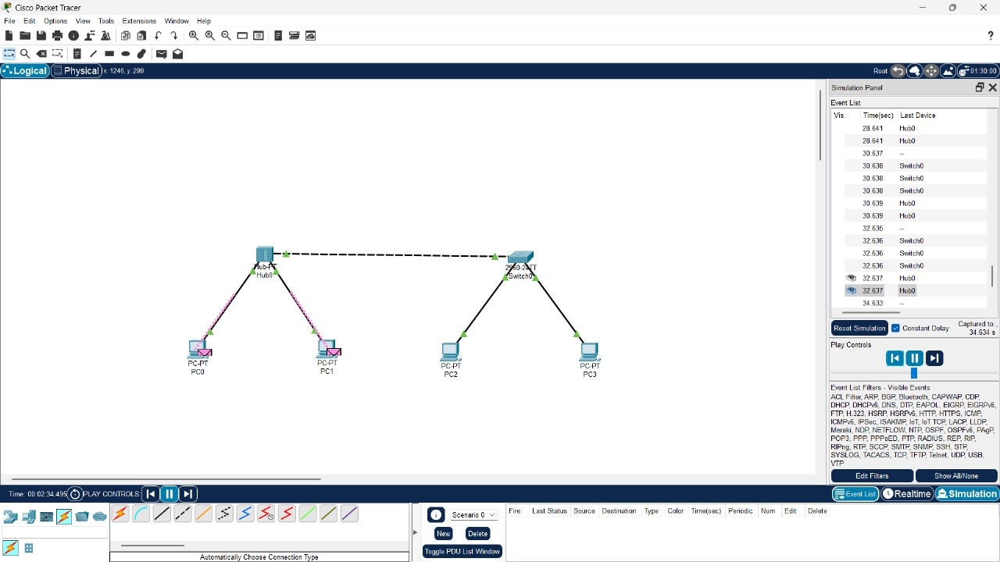 Cisco Packet Tracer
File Edit Options View Tools Extensions Window Help
?
Logical Physical x: 1246, y: 299
Root 01:30:00
Simulation Panel
Event List
Vis. Time(sec) Last Device
28.641 Hub0
28.641 Hub0
30.637 --
30.638 Switch0
30.638 Switch0
30.638 Switch0
30.639 Hub0
30.639 Hub0
32.636 --
32.636 Switch0
32.636 Switch0
32.636 Switch0
32.637 Hub0
32.637 Hub0
34.633 --
Hub-PT
Hub0
2960-24TT
Switch0
PC-PT
PC0
PC-PT
PC1
PC-PT
PC2
PC-PT
PC3
Reset Simulation Constant Delay Captured to:
34.634 s
Play Controls
Event List Filters - Visible Events
ACL Filter, ARP, BGP, Bluetooth, CAPWAP, CDP,
DHCP, DHCPv6, DNS, DTP, EAPOL, EIGRP, EIGRPv6,
FTP, H.323, HSRP, HSRPv6, HTTP, HTTPS, ICMP,
ICMPv6, IPSec, ISAKMP, IoT, IoT TCP, LACP, LLDP,
Meraki, NDP, NETFLOW, NTP, OSPF, OSPFv6, PAgP,
POP3, PPP, PPPoED, PTP, RADIUS, REP, RIP,
RIPng, RTP, SCCP, SMTP, SNMP, SSH, STP,
SYSLOG, TACACS, TCP, TFTP, Telnet, UDP, USB,
VTP
Edit Filters Show All/None
Time: 00:02:34.495 PLAY CONTROLS: Event List Realtime Simulation
Scenario 0
New Delete
Toggle PDU List Window
Fire Last Status Source Destination Type Color Time(sec) Periodic Num Edit Delete
Automatically Choose Connection Type